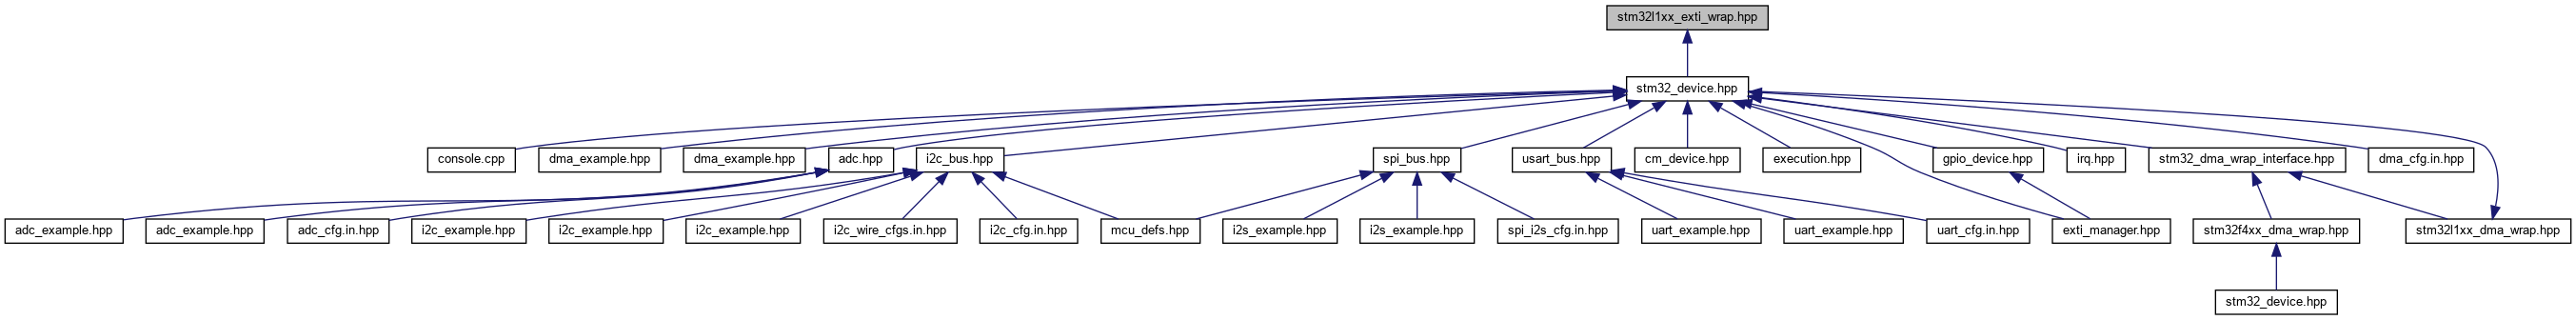 stm32l1xx_exti_wrap.hpp
stm32_device.hpp
console.cpp
dma_example.hpp
dma_example.hpp
adc.hpp
i2c_bus.hpp
spi_bus.hpp
usart_bus.hpp
cm_device.hpp
execution.hpp
gpio_device.hpp
irq.hpp
stm32_dma_wrap_interface.hpp
dma_cfg.in.hpp
adc_example.hpp
adc_example.hpp
adc_cfg.in.hpp
i2c_example.hpp
i2c_example.hpp
i2c_example.hpp
i2c_wire_cfgs.in.hpp
i2c_cfg.in.hpp
mcu_defs.hpp
i2s_example.hpp
i2s_example.hpp
spi_i2s_cfg.in.hpp
uart_example.hpp
uart_example.hpp
uart_cfg.in.hpp
exti_manager.hpp
stm32f4xx_dma_wrap.hpp
stm32l1xx_dma_wrap.hpp
stm32_device.hpp